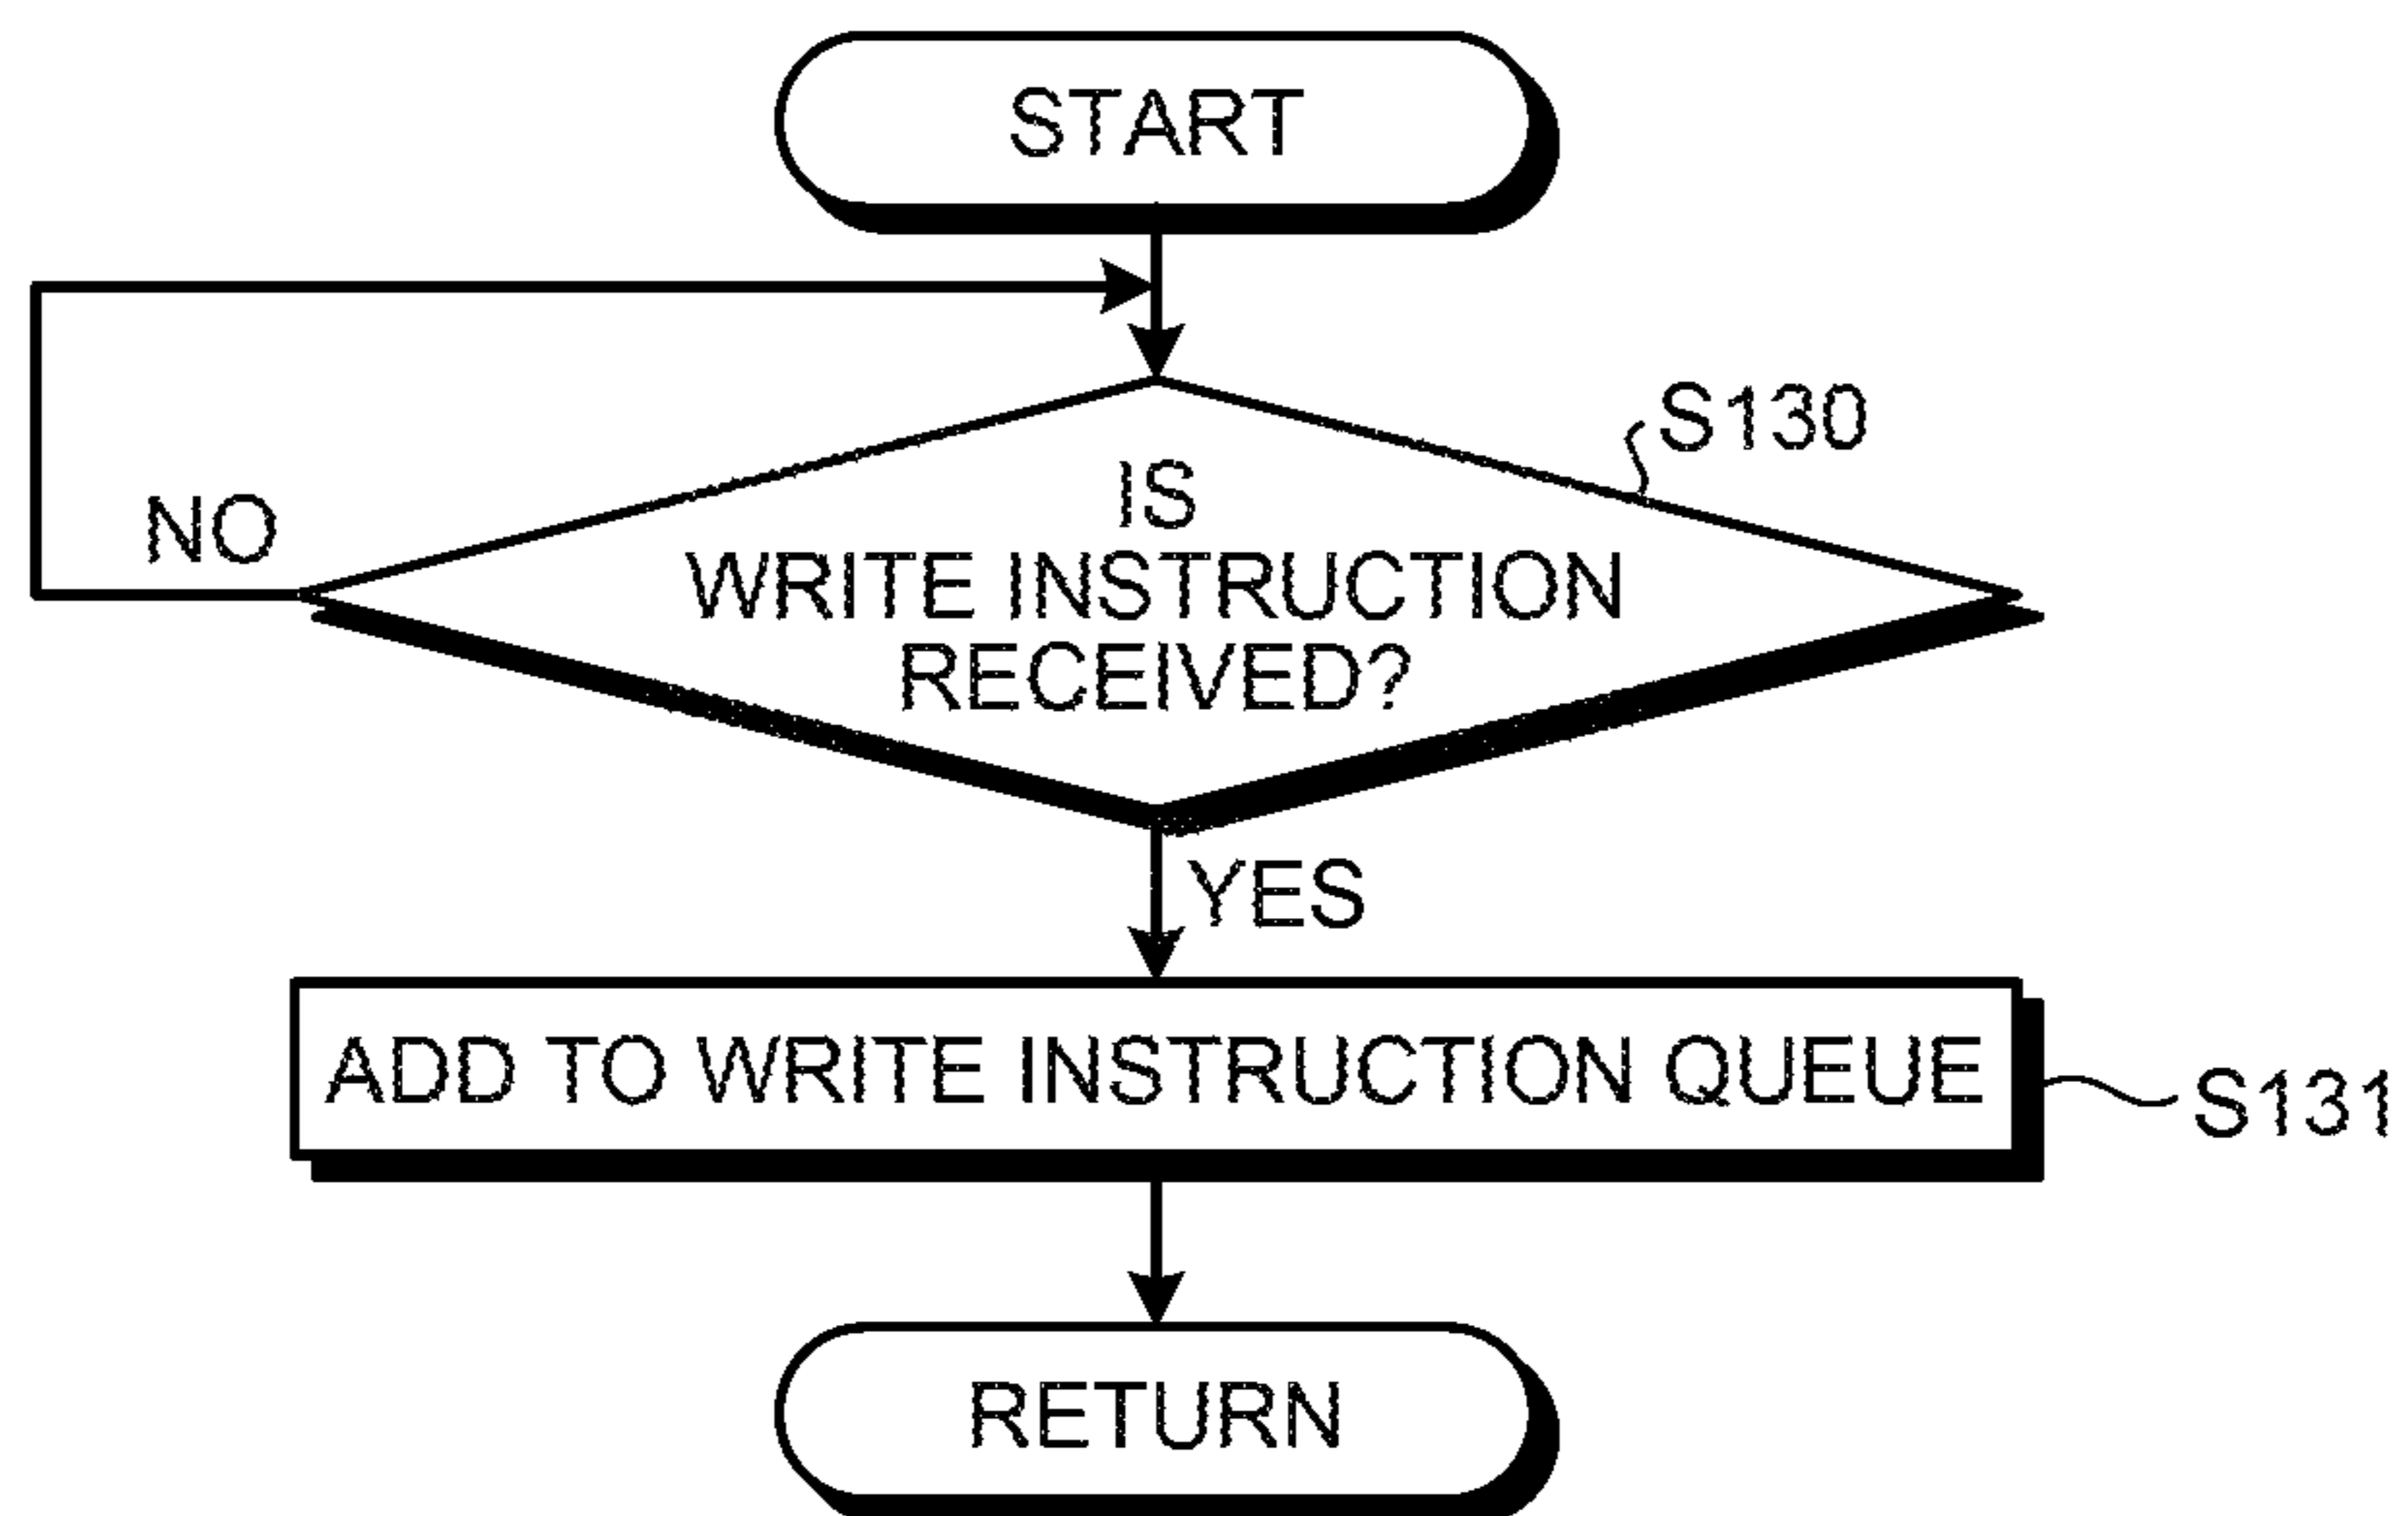 START
S130
NO
IS
WRITE INSTRUCTION
RECEIVED?
YES
ADD TO WRITE INSTRUCTION QUEUE
S131
RETURN